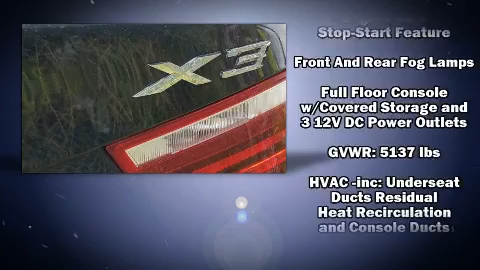 X3
Stop-Start Feature
Front And Rear Fog Lamps
Full Floor Console
w/Covered Storage and
3 12V DC Power Outlets
GVWR: 5137 lbs
HVAC -inc: Underseat
Ducts Residual
Heat Recirculation
and Console Ducts